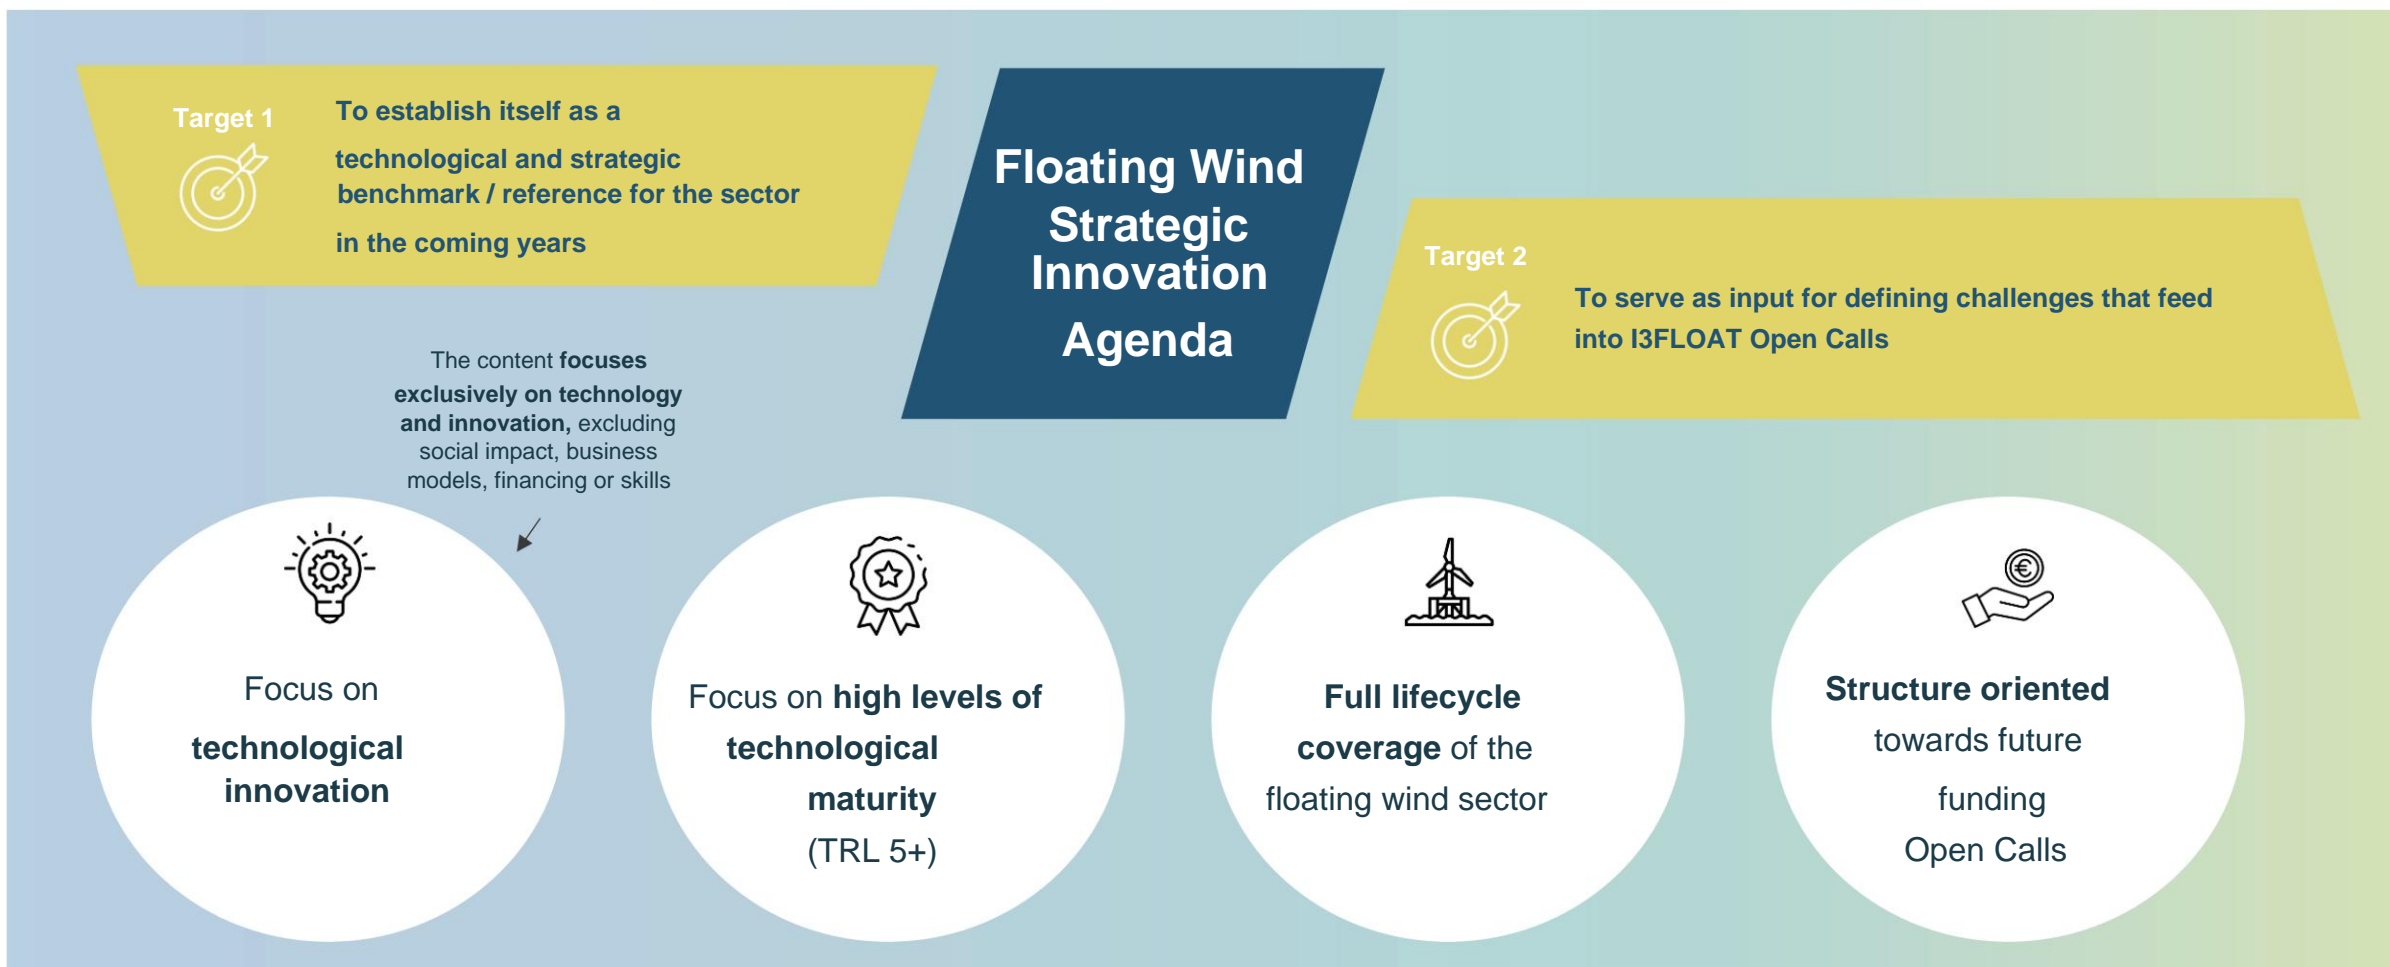 Target 1
To establish itself as a
technological and strategic
benchmark / reference for the sector
in the coming years
Floating Wind
Strategic
Innovation
Agenda
Target 2
To serve as input for defining challenges that feed
into I3FLOAT Open Calls
The content focuses
exclusively on technology
and innovation, excluding
social impact, business
models, financing or skills
Focus on
technological
innovation
Focus on high levels of
technological
maturity
(TRL 5+)
Full lifecycle
coverage of the
floating wind sector
€
Structure oriented
towards future
funding
Open Calls